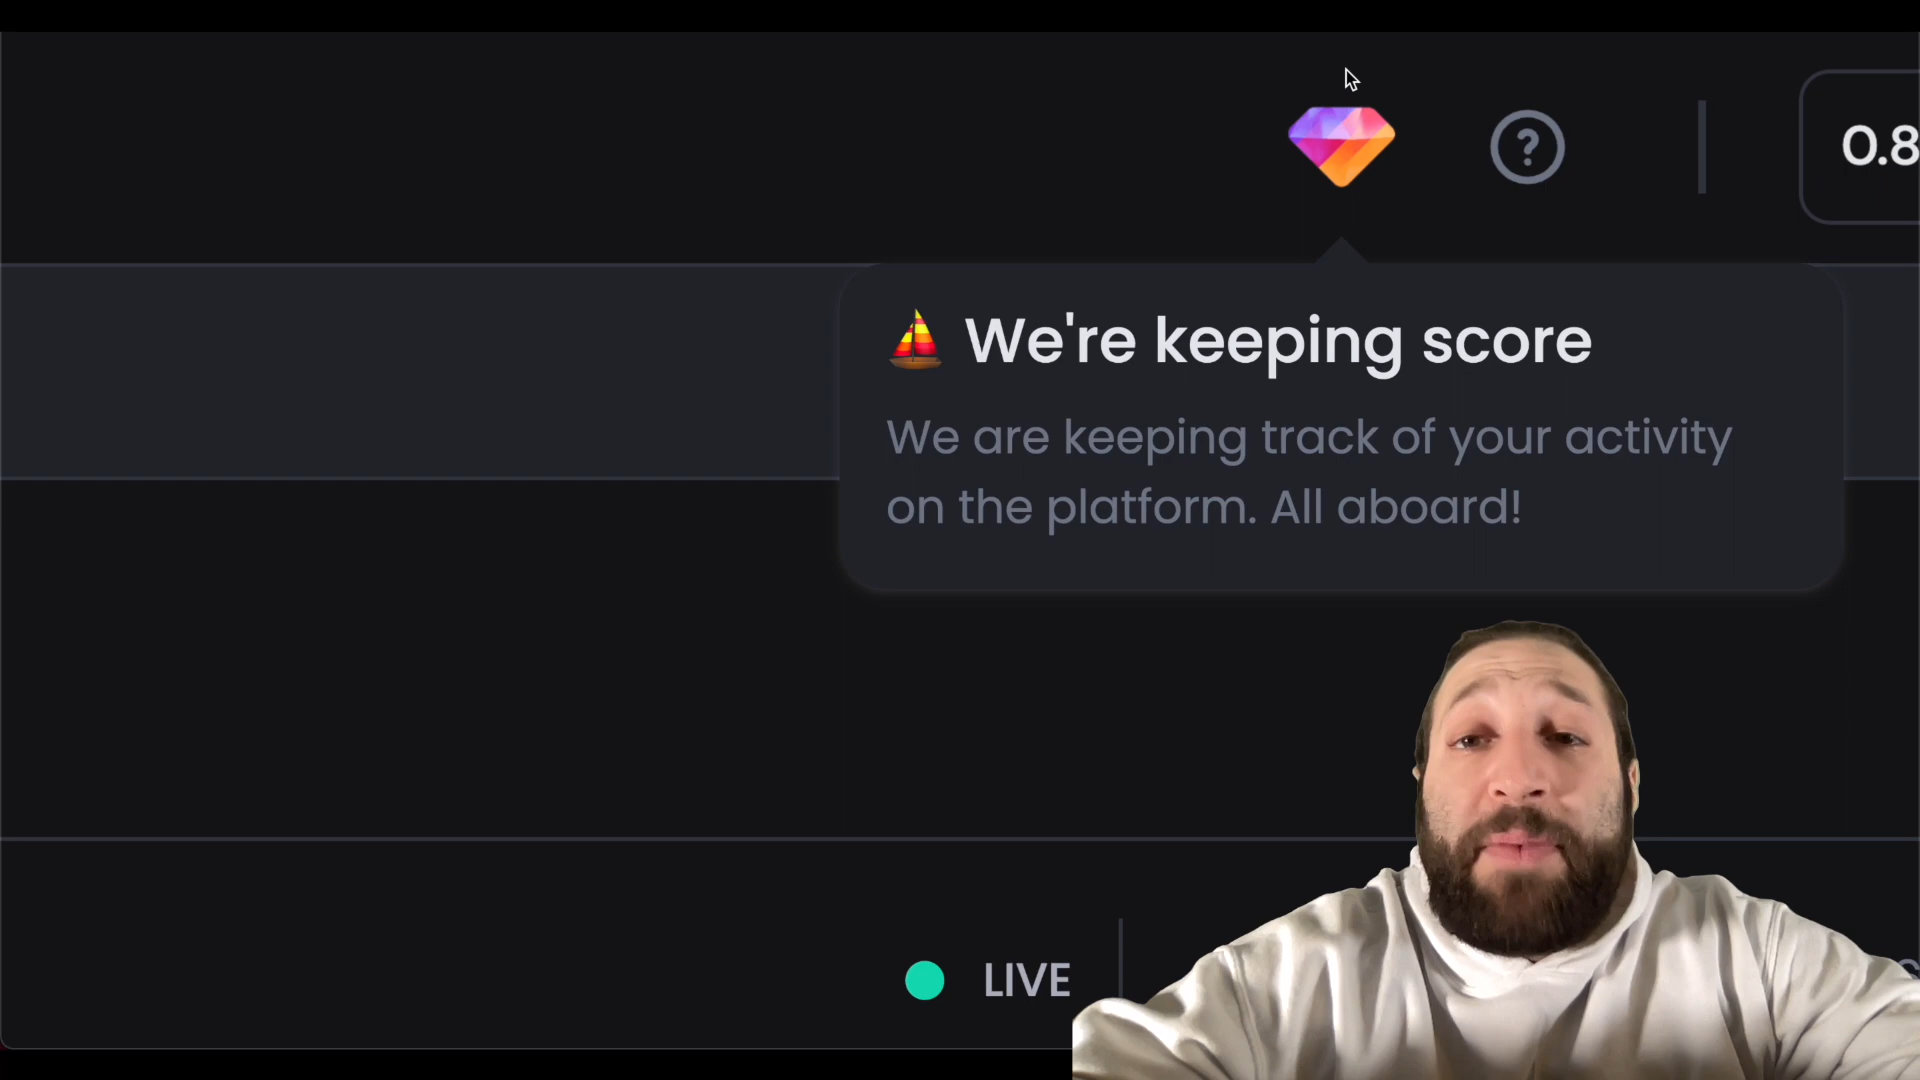 0.8
We're keeping score
We are keeping track of your activity
on the platform. All aboard!
LIVE